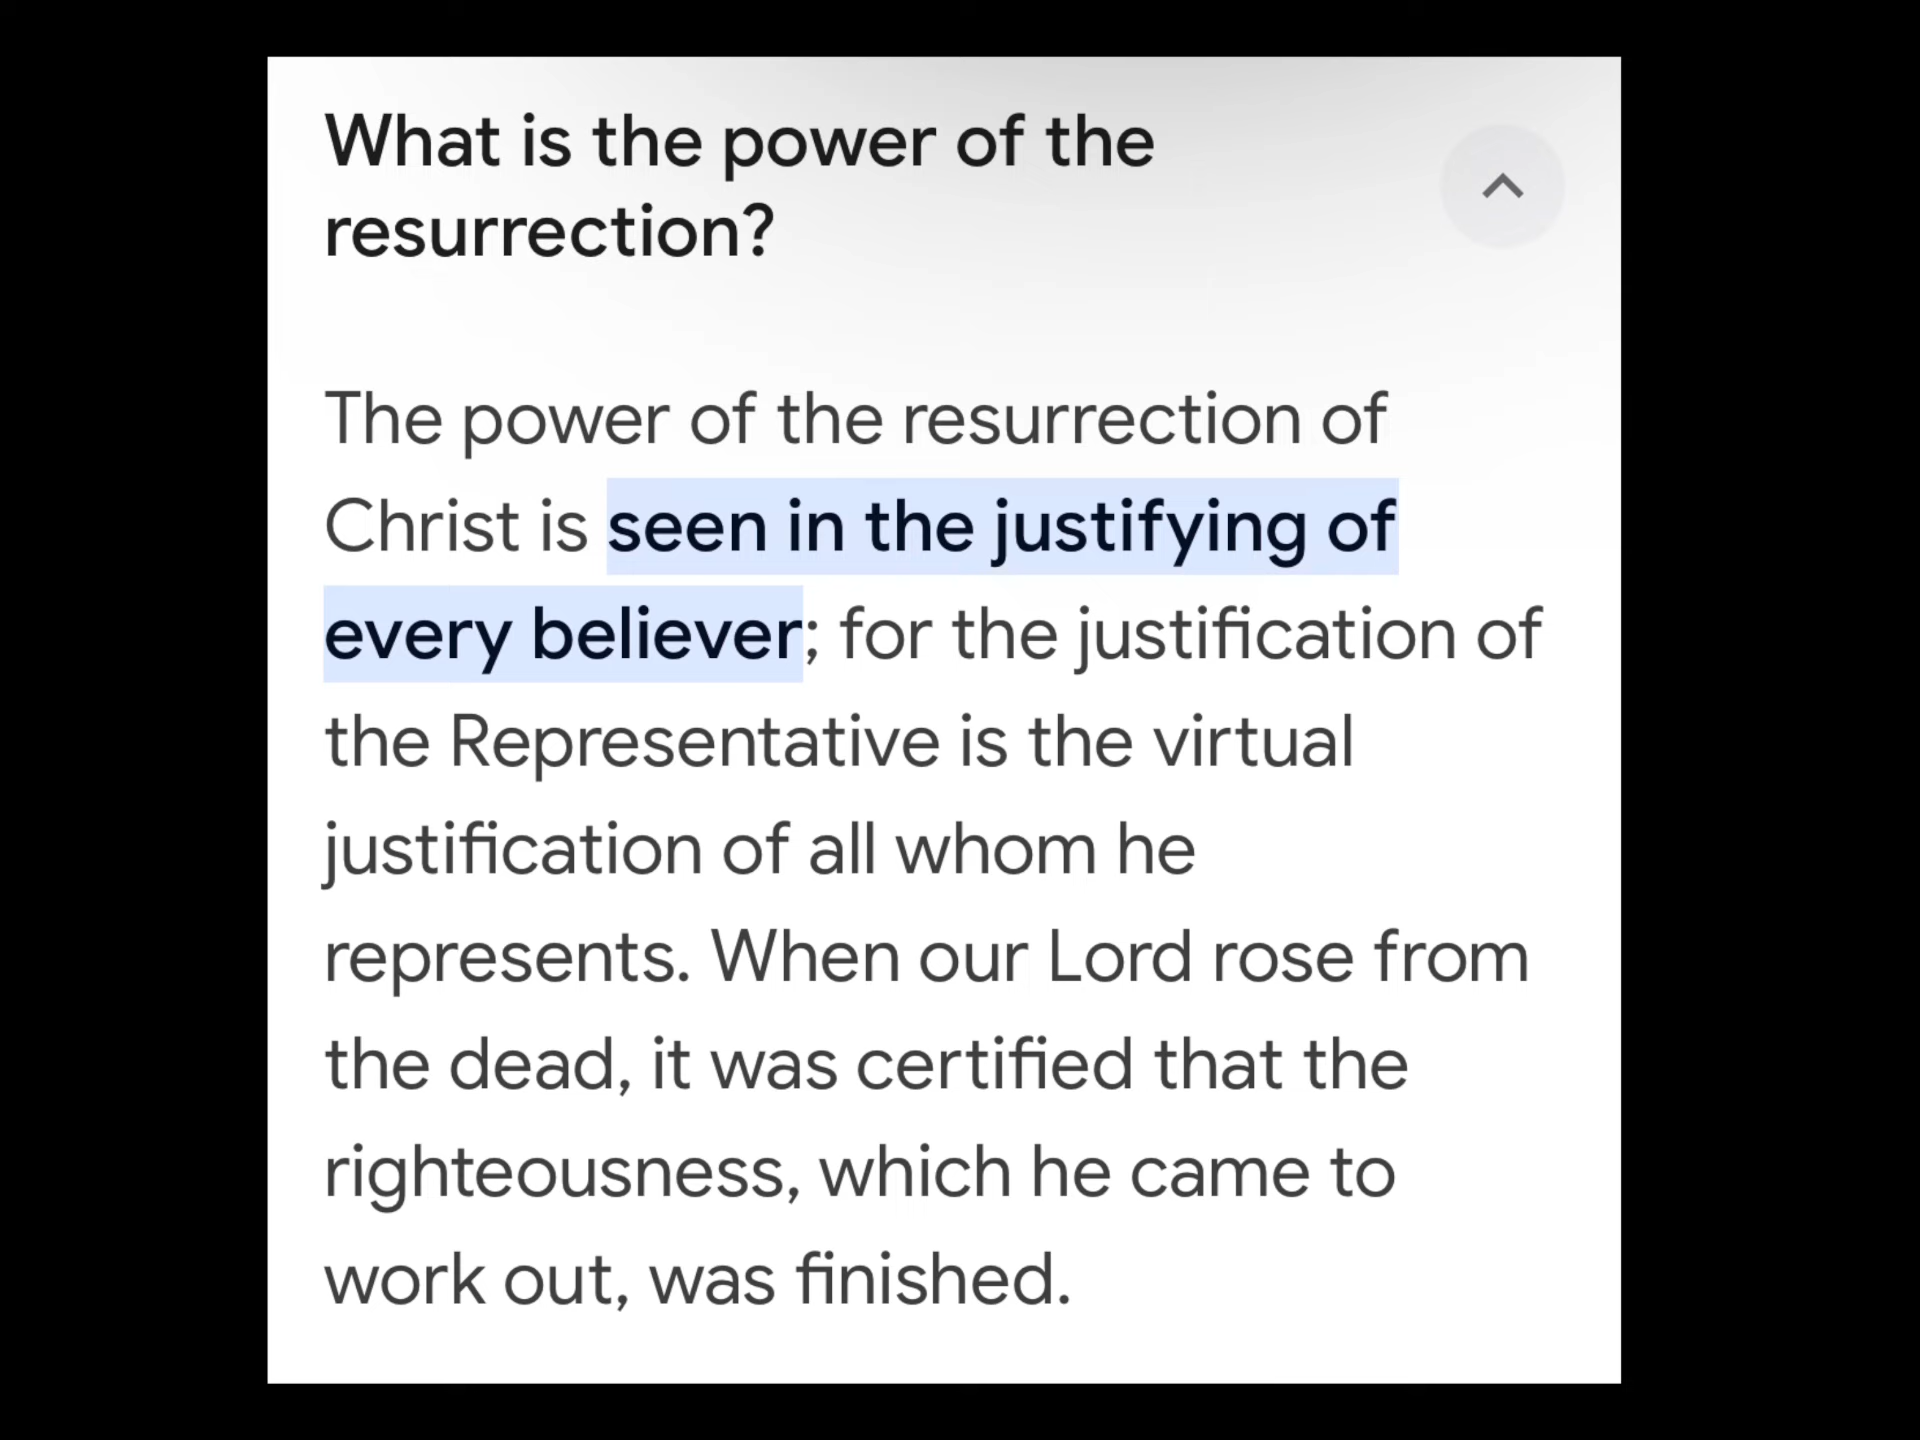 What is the power of the
resurrection?
The power of the resurrection of
Christ is seen in the justifying of
every believer; for the justification of
the Representative is the virtual
justification of all whom he
represents. When our Lord rose from
the dead, it was certified that the
righteousness, which he came to
work out, was finished.